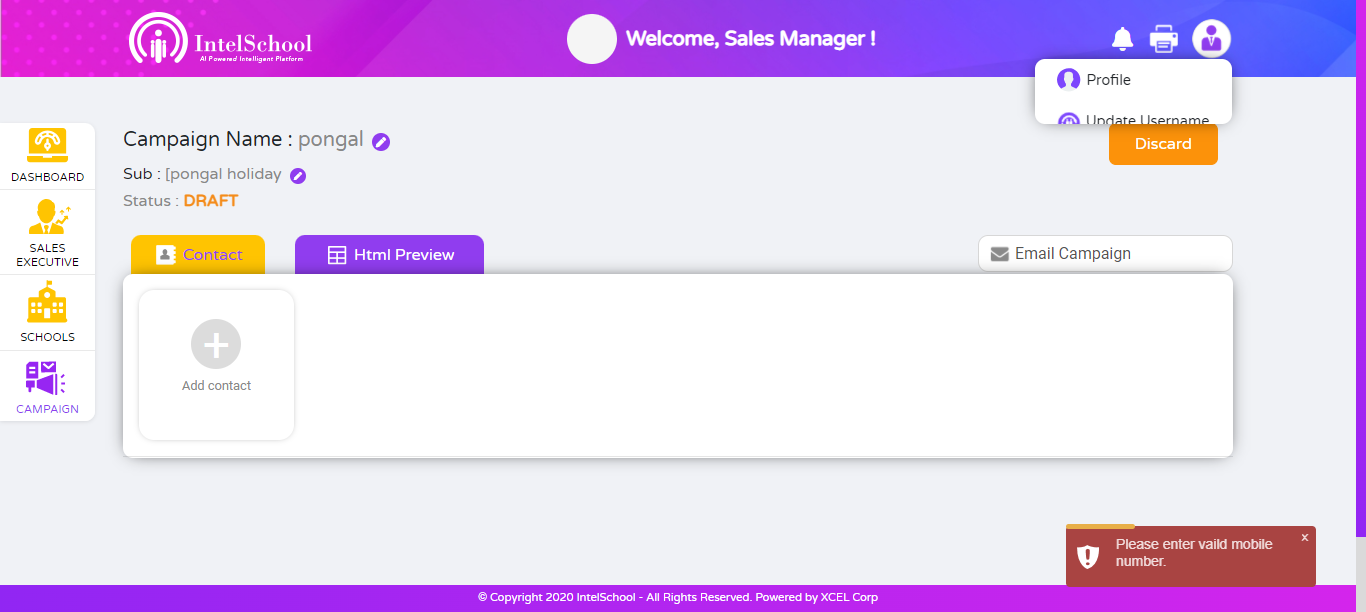 IntelSchool
AI Powered Intelligent Platform
Welcome, Sales Manager !
Profile
Update Username
Discard
DASHBOARD
SALES
EXECUTIVE
SCHOOLS
CAMPAIGN
Campaign Name : pongal
Sub : [pongal holiday
Status : DRAFT
Contact
Html Preview
Email Campaign
Add contact
Please enter vaild mobile
number.
x
© Copyright 2020 IntelSchool - All Rights Reserved. Powered by XCEL Corp